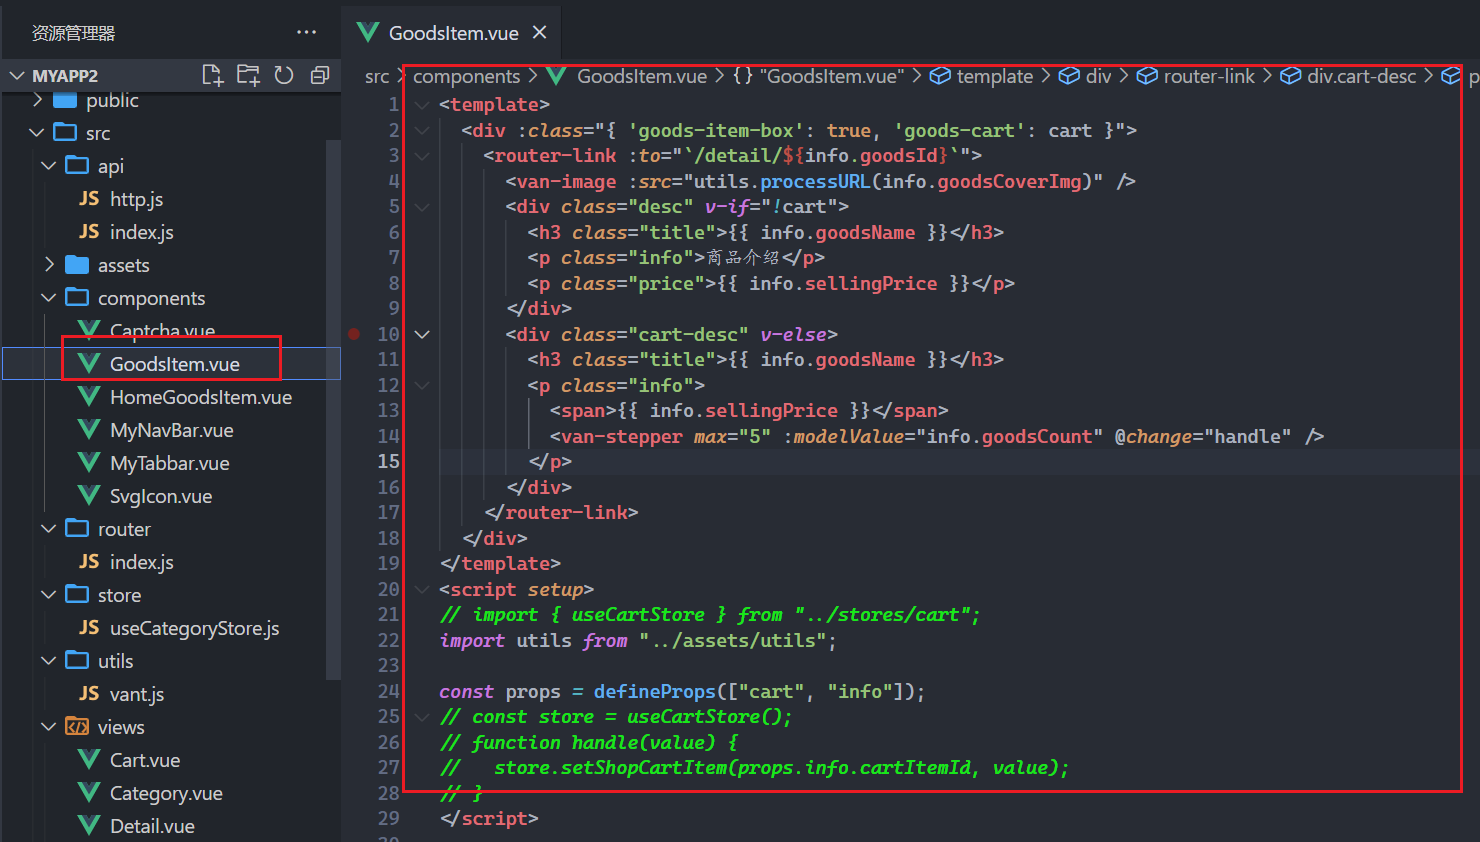 资源管理器
···
MYAPP2
public
src
api
JS http.js
JS index.js
assets
components
Captcha.vue
GoodsItem.vue
HomeGoodsItem.vue
MyNavBar.vue
MyTabbar.vue
SvgIcon.vue
router
JS index.js
store
JS useCategoryStore.js
utils
JS vant.js
views
Cart.vue
Category.vue
Detail.vue
GoodsItem.vue ×
src > components > GoodsItem.vue > {} "GoodsItem.vue" > template > div > router-link > div.cart-desc > p
1 <template>
2 <div :class="{ 'goods-item-box': true, 'goods-cart': cart }">
3 <router-link :to="`/detail/${info.goodsId}`">
4 <van-image :src="utils.processURL(info.goodsCoverImg)" />
5 <div class="desc" v-if="!cart">
6 <h3 class="title">{{ info.goodsName }}</h3>
7 <p class="info">商品介绍</p>
8 <p class="price">{{ info.sellingPrice }}</p>
9 </div>
10 <div class="cart-desc" v-else>
11 <h3 class="title">{{ info.goodsName }}</h3>
12 <p class="info">
13 <span>{{ info.sellingPrice }}</span>
14 <van-stepper max="5" :modelValue="info.goodsCount" @change="handle" />
15 </p>
16 </div>
17 </router-link>
18 </div>
19 </template>
20 <script setup>
21 // import { useCartStore } from "../stores/cart";
22 import utils from "../assets/utils";
23
24 const props = defineProps(["cart", "info"]);
25 // const store = useCartStore();
26 // function handle(value) {
27 //   store.setShopCartItem(props.info.cartItemId, value);
28 // }
29 </script>